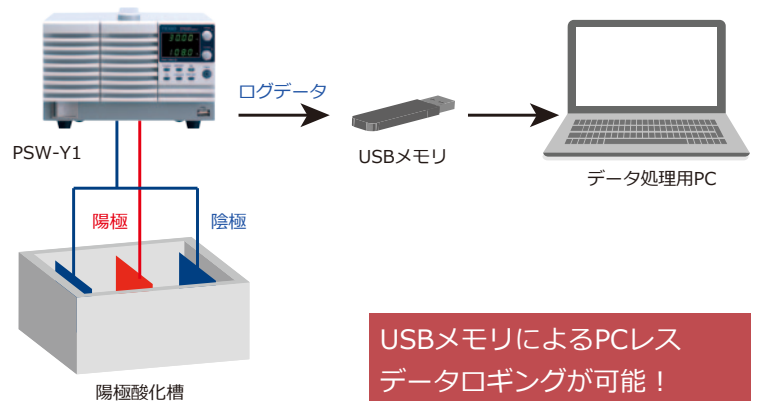 3000
1080
ログデータ
PSW-Y1
USBメモリ
データ処理用PC
陽極
陰極
陽極酸化槽
USBメモリによるPCレス
データロギングが可能！